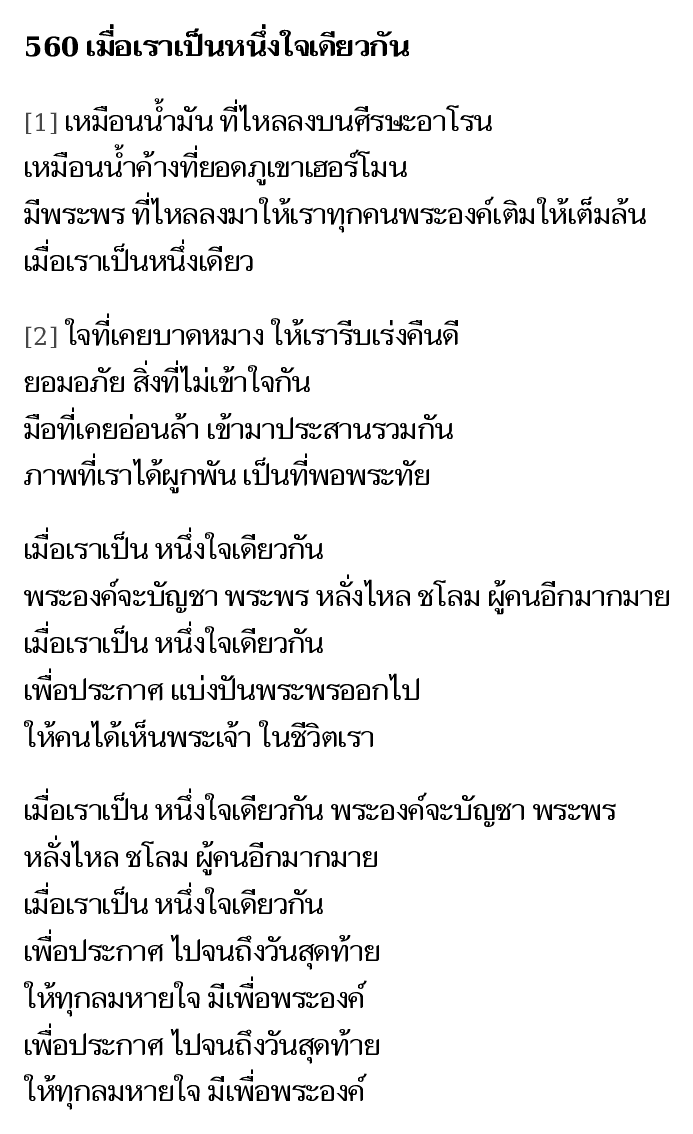 560 เมื่อเราเป็นหนึ่งใจเดียวกัน
[1] เหมือนน้ำมัน ที่ไหลลงบนศีรษะอาโรน
เหมือนน้ำค้างที่ยอดภูเขาเฮอร์โมน
มีพระพร ที่ไหลลงมาให้เราทุกคนพระองค์เติมให้เต็มล้น
เมื่อเราเป็นหนึ่งเดียว
[2] ใจที่เคยบาดหมาง ให้เรารีบเร่งคืนดี
ยอมอภัย สิ่งที่ไม่เข้าใจกัน
มือที่เคยอ่อนล้า เข้ามาประสานรวมกัน
ภาพที่เราได้ผูกพัน เป็นที่พอพระทัย
เมื่อเราเป็น หนึ่งใจเดียวกัน
พระองค์จะบัญชา พระพร หลั่งไหล ชโลม ผู้คนอีกมากมาย
เมื่อเราเป็น หนึ่งใจเดียวกัน
เพื่อประกาศ แบ่งปันพระพรออกไป
ให้คนได้เห็นพระเจ้า ในชีวิตเรา
เมื่อเราเป็น หนึ่งใจเดียวกัน พระองค์จะบัญชา พระพร
หลั่งไหล ชโลม ผู้คนอีกมากมาย
เมื่อเราเป็น หนึ่งใจเดียวกัน
เพื่อประกาศ ไปจนถึงวันสุดท้าย
ให้ทุกลมหายใจ มีเพื่อพระองค์
เพื่อประกาศ ไปจนถึงวันสุดท้าย
ให้ทุกลมหายใจ มีเพื่อพระองค์